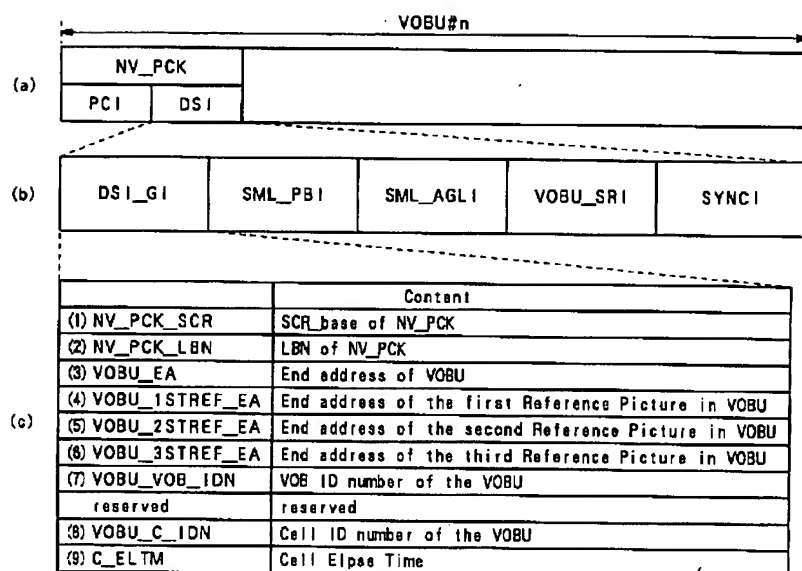 VOBU#n
(a)
NV_PCK
PCI DSI
(b)
DSI_GI SML_PBI SML_AGLI VOBU_SRI SYNCI
(c)
Content
(1) NV_PCK_SCR SCR_base of NV_PCK
(2) NV_PCK_LBN LBN of NV_PCK
(3) VOBU_EA End address of VOBU
(4) VOBU_1STREF_EA End address of the first Reference Picture in VOBU
(5) VOBU_2STREF_EA End address of the second Reference Picture in VOBU
(6) VOBU_3STREF_EA End address of the third Reference Picture in VOBU
(7) VOBU_VOB_IDN VOB ID number of the VOBU
reserved reserved
(8) VOBU_C_IDN Cell ID number of the VOBU
(9) C_ELTM Cell Elpse Time